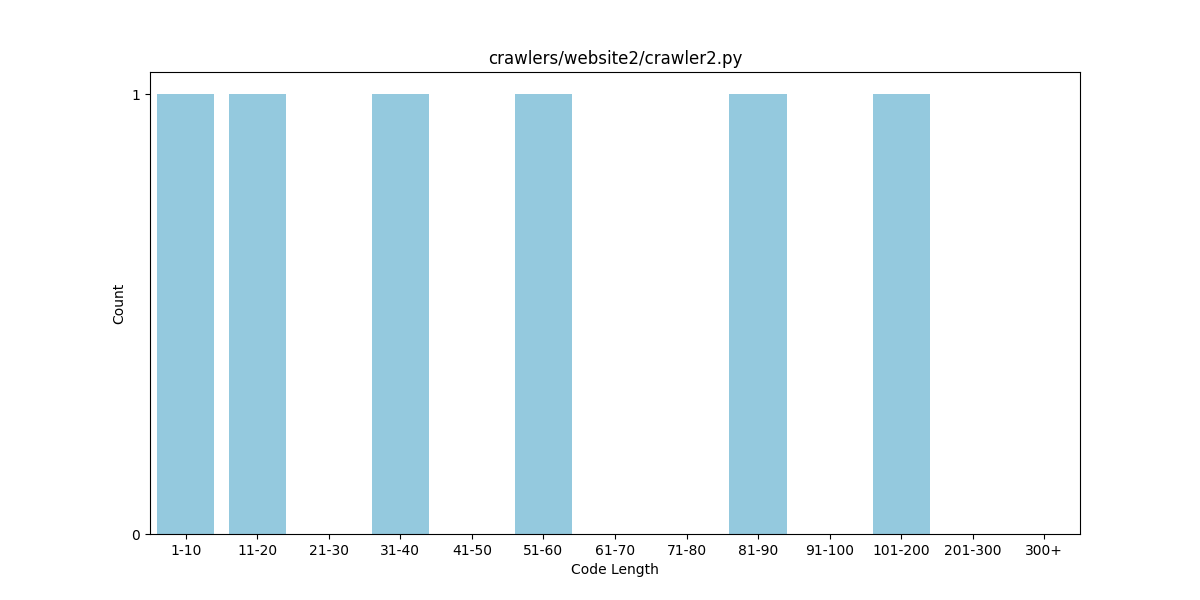 crawlers/website2/crawler2.py
1
0
Count
1-10 11-20 21-30 31-40 41-50 51-60 61-70 71-80 81-90 91-100 101-200 201-300 300+
Code Length